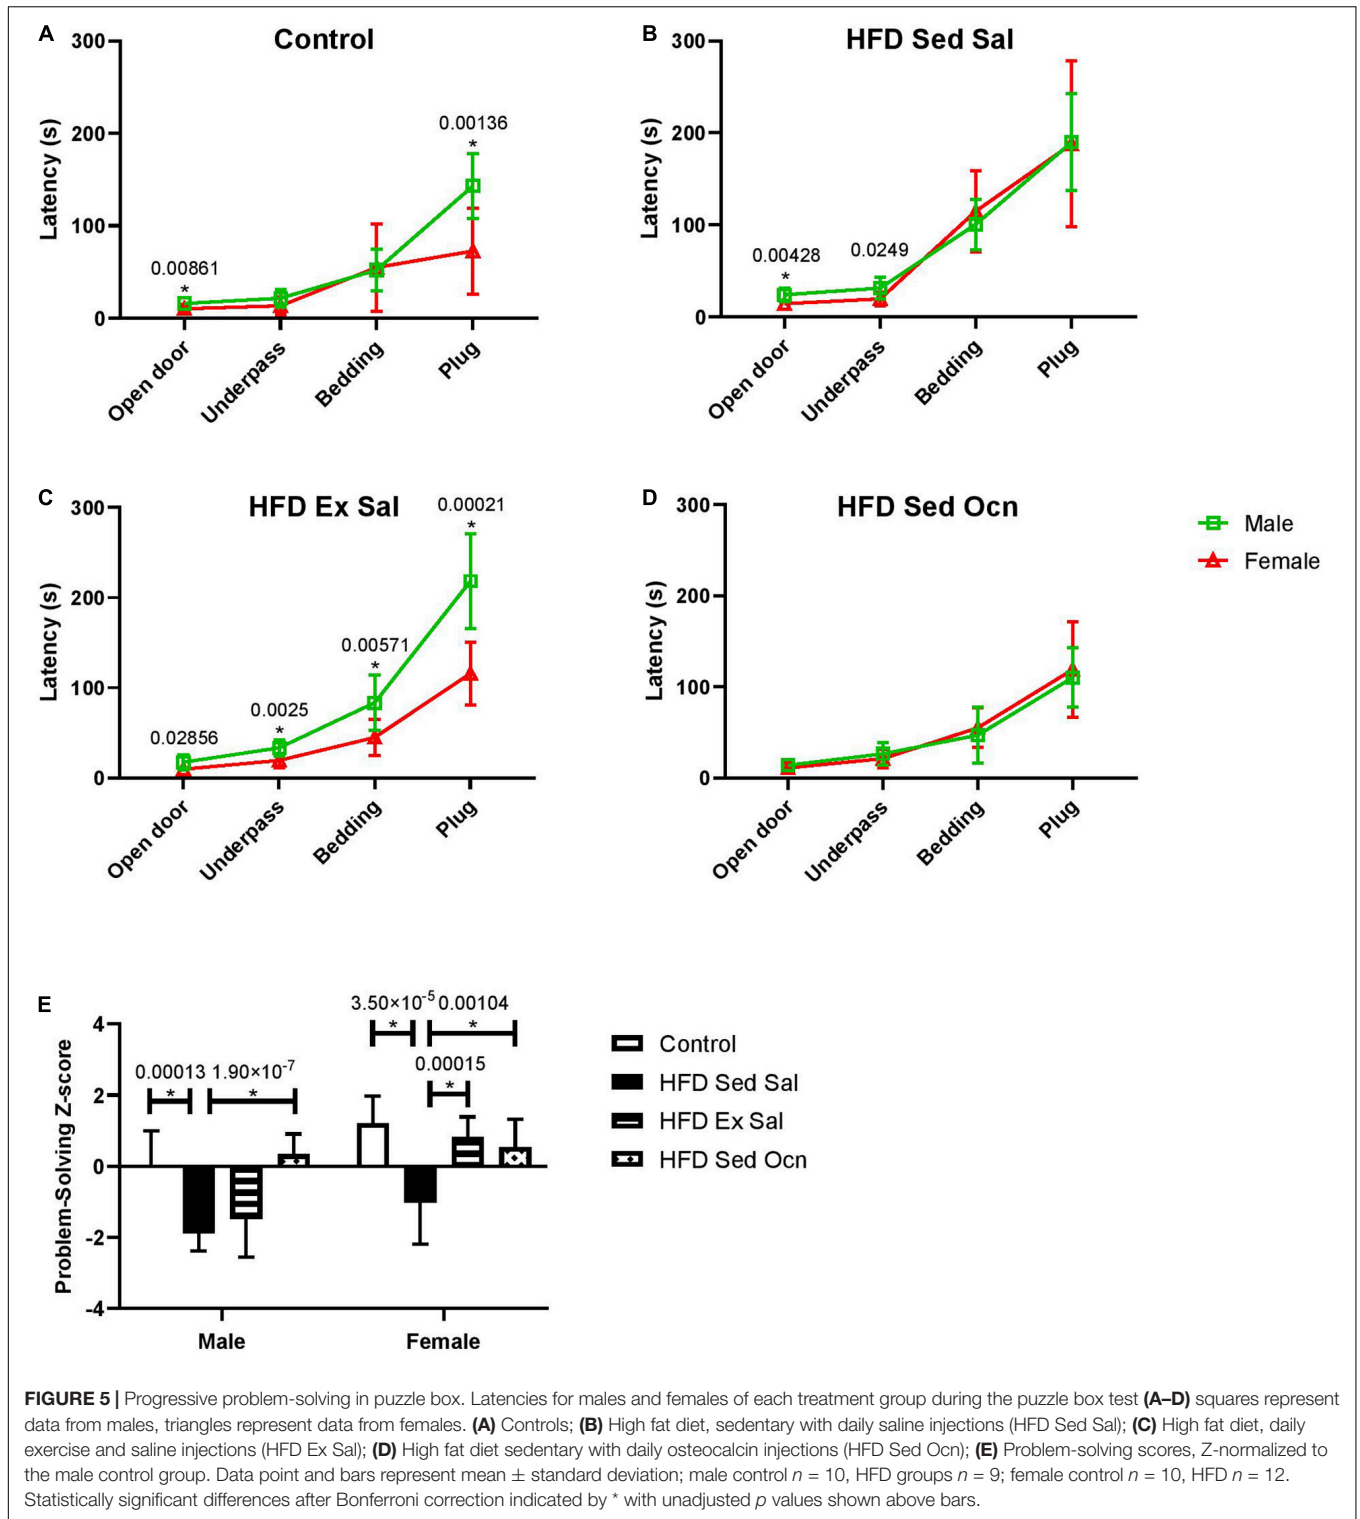 A
Control
300
200
100
0
Latency (s)
0.00861
*
0.00136
*
Open door
Underpass
Bedding
Plug
B
HFD Sed Sal
300
200
100
0
Latency (s)
0.00428
*
0.0249
Open door
Underpass
Bedding
Plug
C
HFD Ex Sal
300
200
100
0
Latency (s)
0.02856
0.0025
*
0.00571
*
0.00021
*
Open door
Underpass
Bedding
Plug
D
HFD Sed Ocn
300
200
100
0
Latency (s)
Open door
Underpass
Bedding
Plug
Male
Female
E
4
2
0
-2
-4
Problem-Solving Z-score
0.00013 1.90×10-7
* *
3.50×10-5 0.00104
* *
0.00015
*
Male
Female
Control
HFD Sed Sal
HFD Ex Sal
HFD Sed Ocn
FIGURE 5 | Progressive problem-solving in puzzle box. Latencies for males and females of each treatment group during the puzzle box test (A–D) squares represent
data from males, triangles represent data from females. (A) Controls; (B) High fat diet, sedentary with daily saline injections (HFD Sed Sal); (C) High fat diet, daily
exercise and saline injections (HFD Ex Sal); (D) High fat diet sedentary with daily osteocalcin injections (HFD Sed Ocn); (E) Problem-solving scores, Z-normalized to
the male control group. Data point and bars represent mean ± standard deviation; male control n = 10, HFD groups n = 9; female control n = 10, HFD n = 12.
Statistically significant differences after Bonferroni correction indicated by * with unadjusted p values shown above bars.